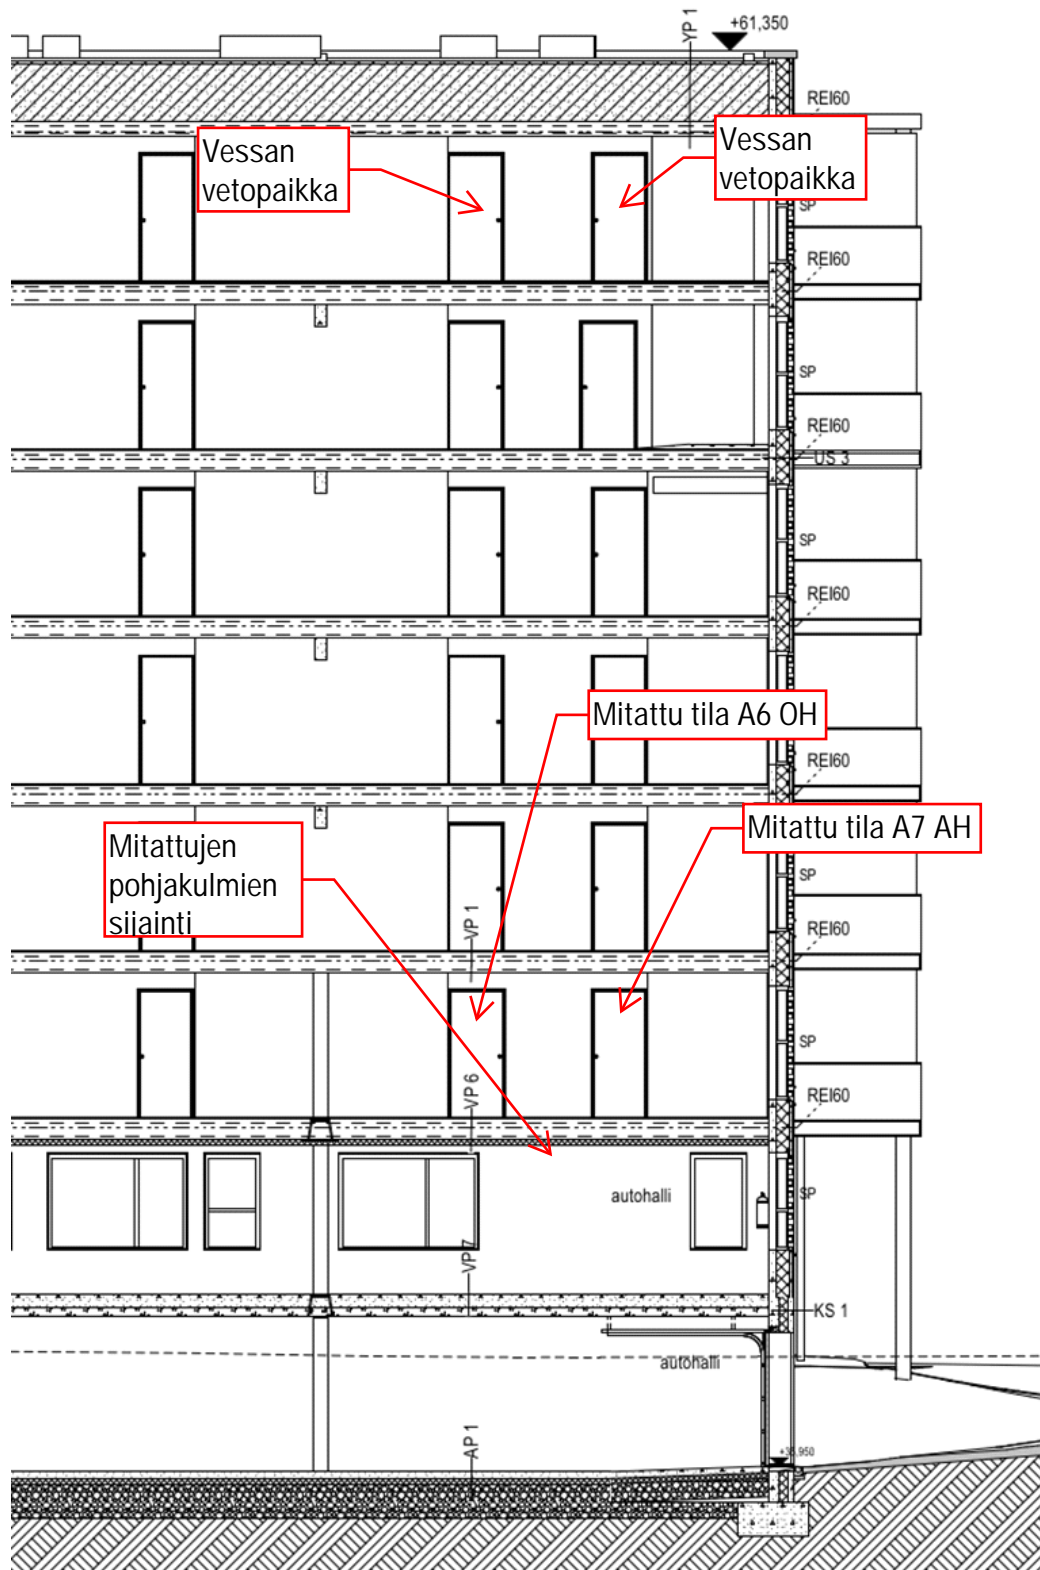 YP 1
+61,350
REI60
Vessan
vetopaikka
Vessan
vetopaikka
SP
REI60
SP
REI60
US 3
SP
REI60
Mitattu tila A6 OH
REI60
Mitattu tila A7 AH
Mitattujen
pohjakulmien
sijainti
SP
VP 1
REI60
SP
VP 6
REI60
autohalli
SP
VP 7
KS 1
autohalli
AP 1